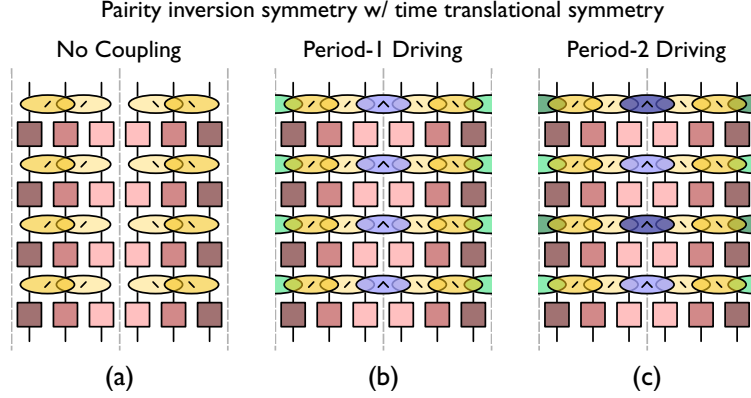 Pairity inversion symmetry w/ time translational symmetry
No Coupling
Period-1 Driving
Period-2 Driving
(a)
(b)
(c)